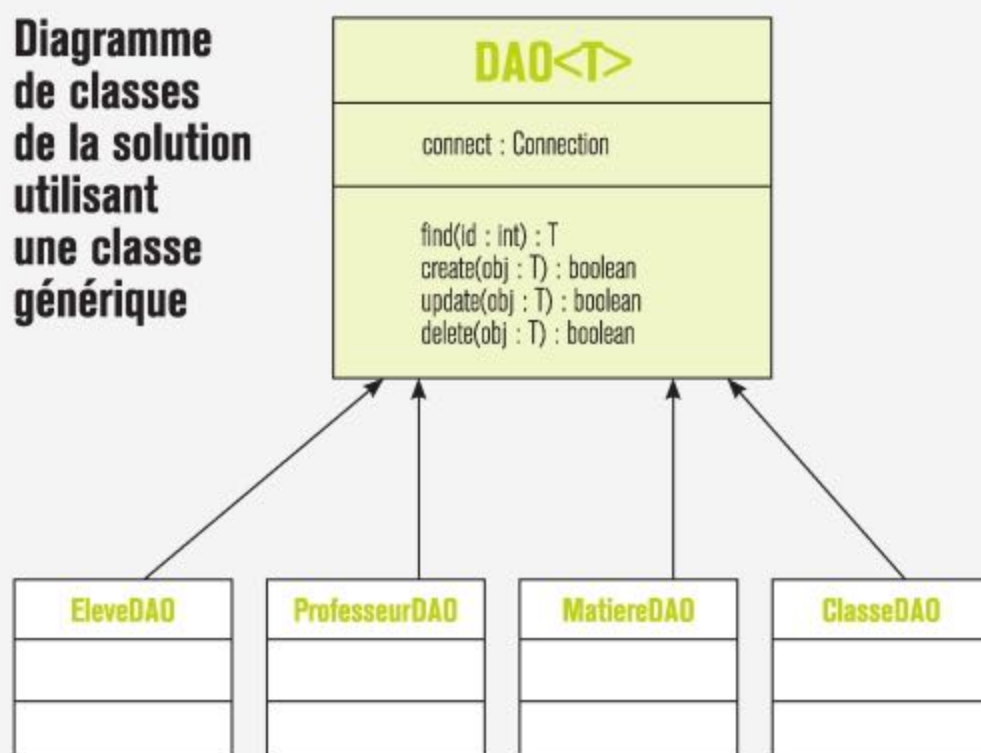 Diagramme
de classes
de la solution
utilisant
une classe
générique
DAO<T>
connect : Connection
find(id : int) : T
create(obj : T) : boolean
update(obj : T) : boolean
delete(obj : T) : boolean
EleveDAO
ProfesseurDAO
MatiereDAO
ClasseDAO